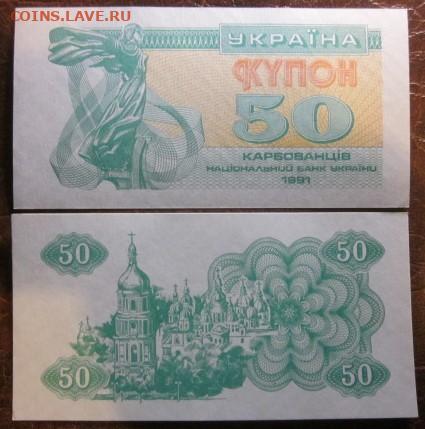 COINS.LAVE.RU
УКРАЇНА
КУПОН
50
КАРБОВАНЦІВ
НАЦІОНАЛЬНИЙ БАНК УКРАЇНИ
1991
50 50
50 50